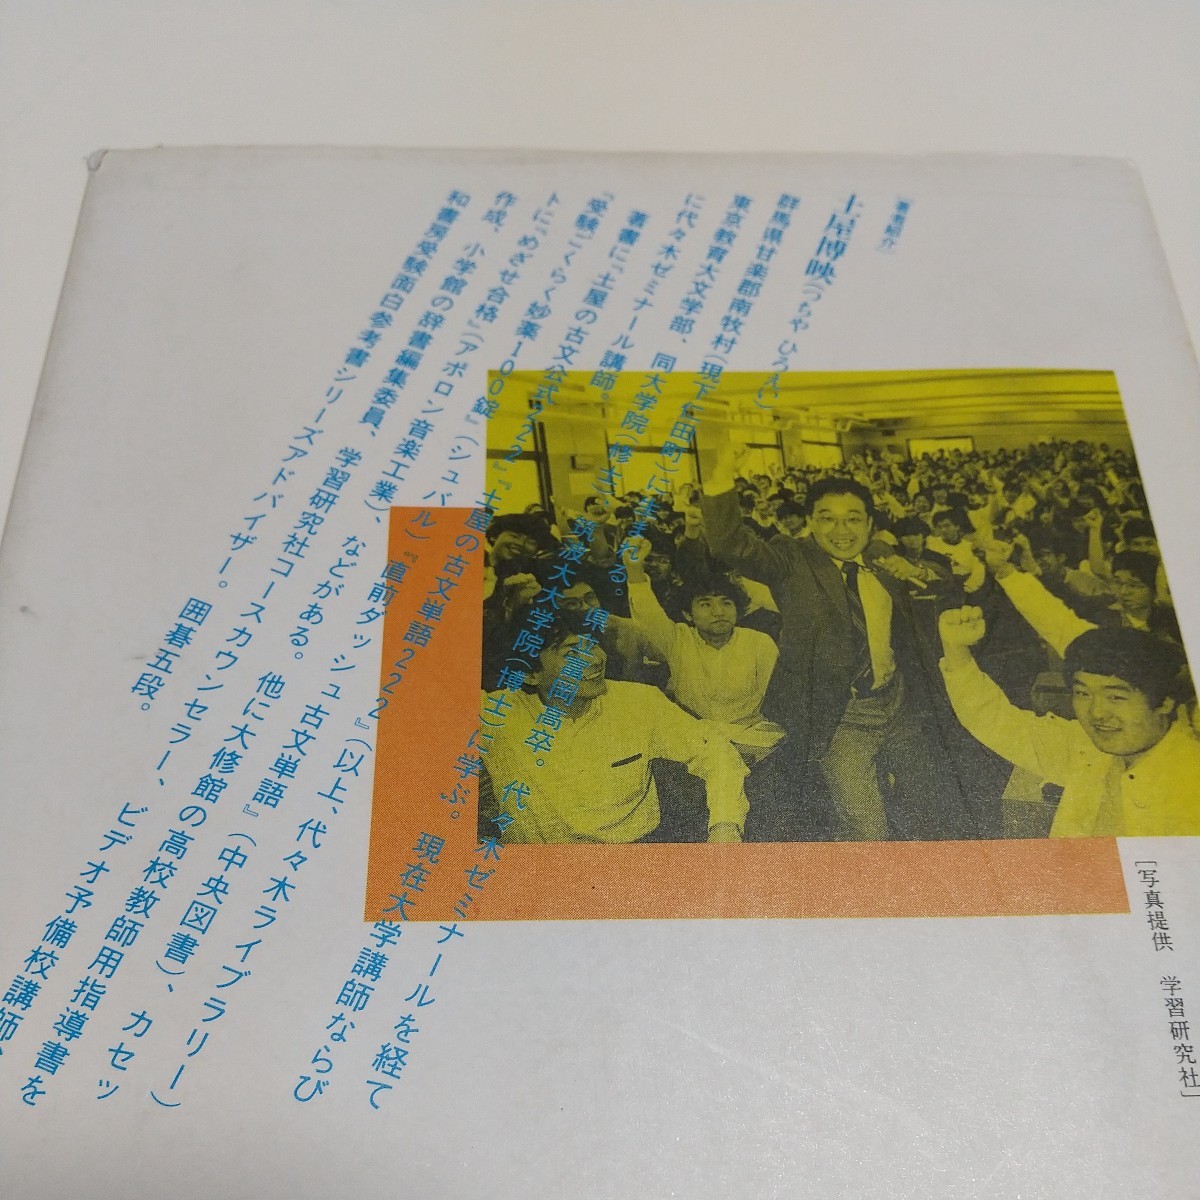 [著者紹介]
土屋博映(つちや ひろえい)
群馬県甘楽郡南牧村(現下仁田町)に生まれる。県立富岡高卒。代々木ゼミナールを経て
東京教育大文学部、同大学院(修士)、筑波大大学院(博士)に学ぶ。現在大学講師ならび
に代々木ゼミナール講師。
著書に『土屋の古文公式222』『土屋の古文単語222』(以上、代々木ライブラリー)
『受験ごくらく妙薬100錠』(シュバル)『直前ダッシュ古文単語』(中央図書)、カセッ
トに『めざせ合格』(アポロン音楽工業)、などがある。他に大修館の高校教師用指導書を
作成、小学館の辞書編集委員、学習研究社コースカウンセラー、ビデオ予備校講師、
和書房受験面白参考書シリーズアドバイザー。囲碁五段。
[写真提供 学習研究社]